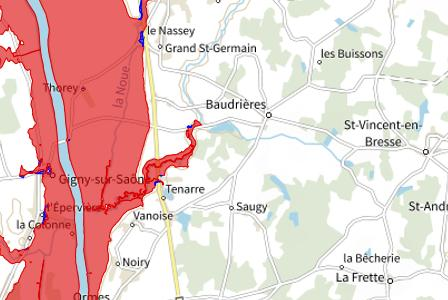 le Nassey
Grand St-Germain
les Buissons
Thorey
la Noue
Baudrières
St-Vincent-en-
Bresse
Gigny-sur-Saône
Tenarre
l'Épervière
Saugy
St-André
Vanoise
la Colonne
Noiry
la Bêcherie
La Frette
Ormes